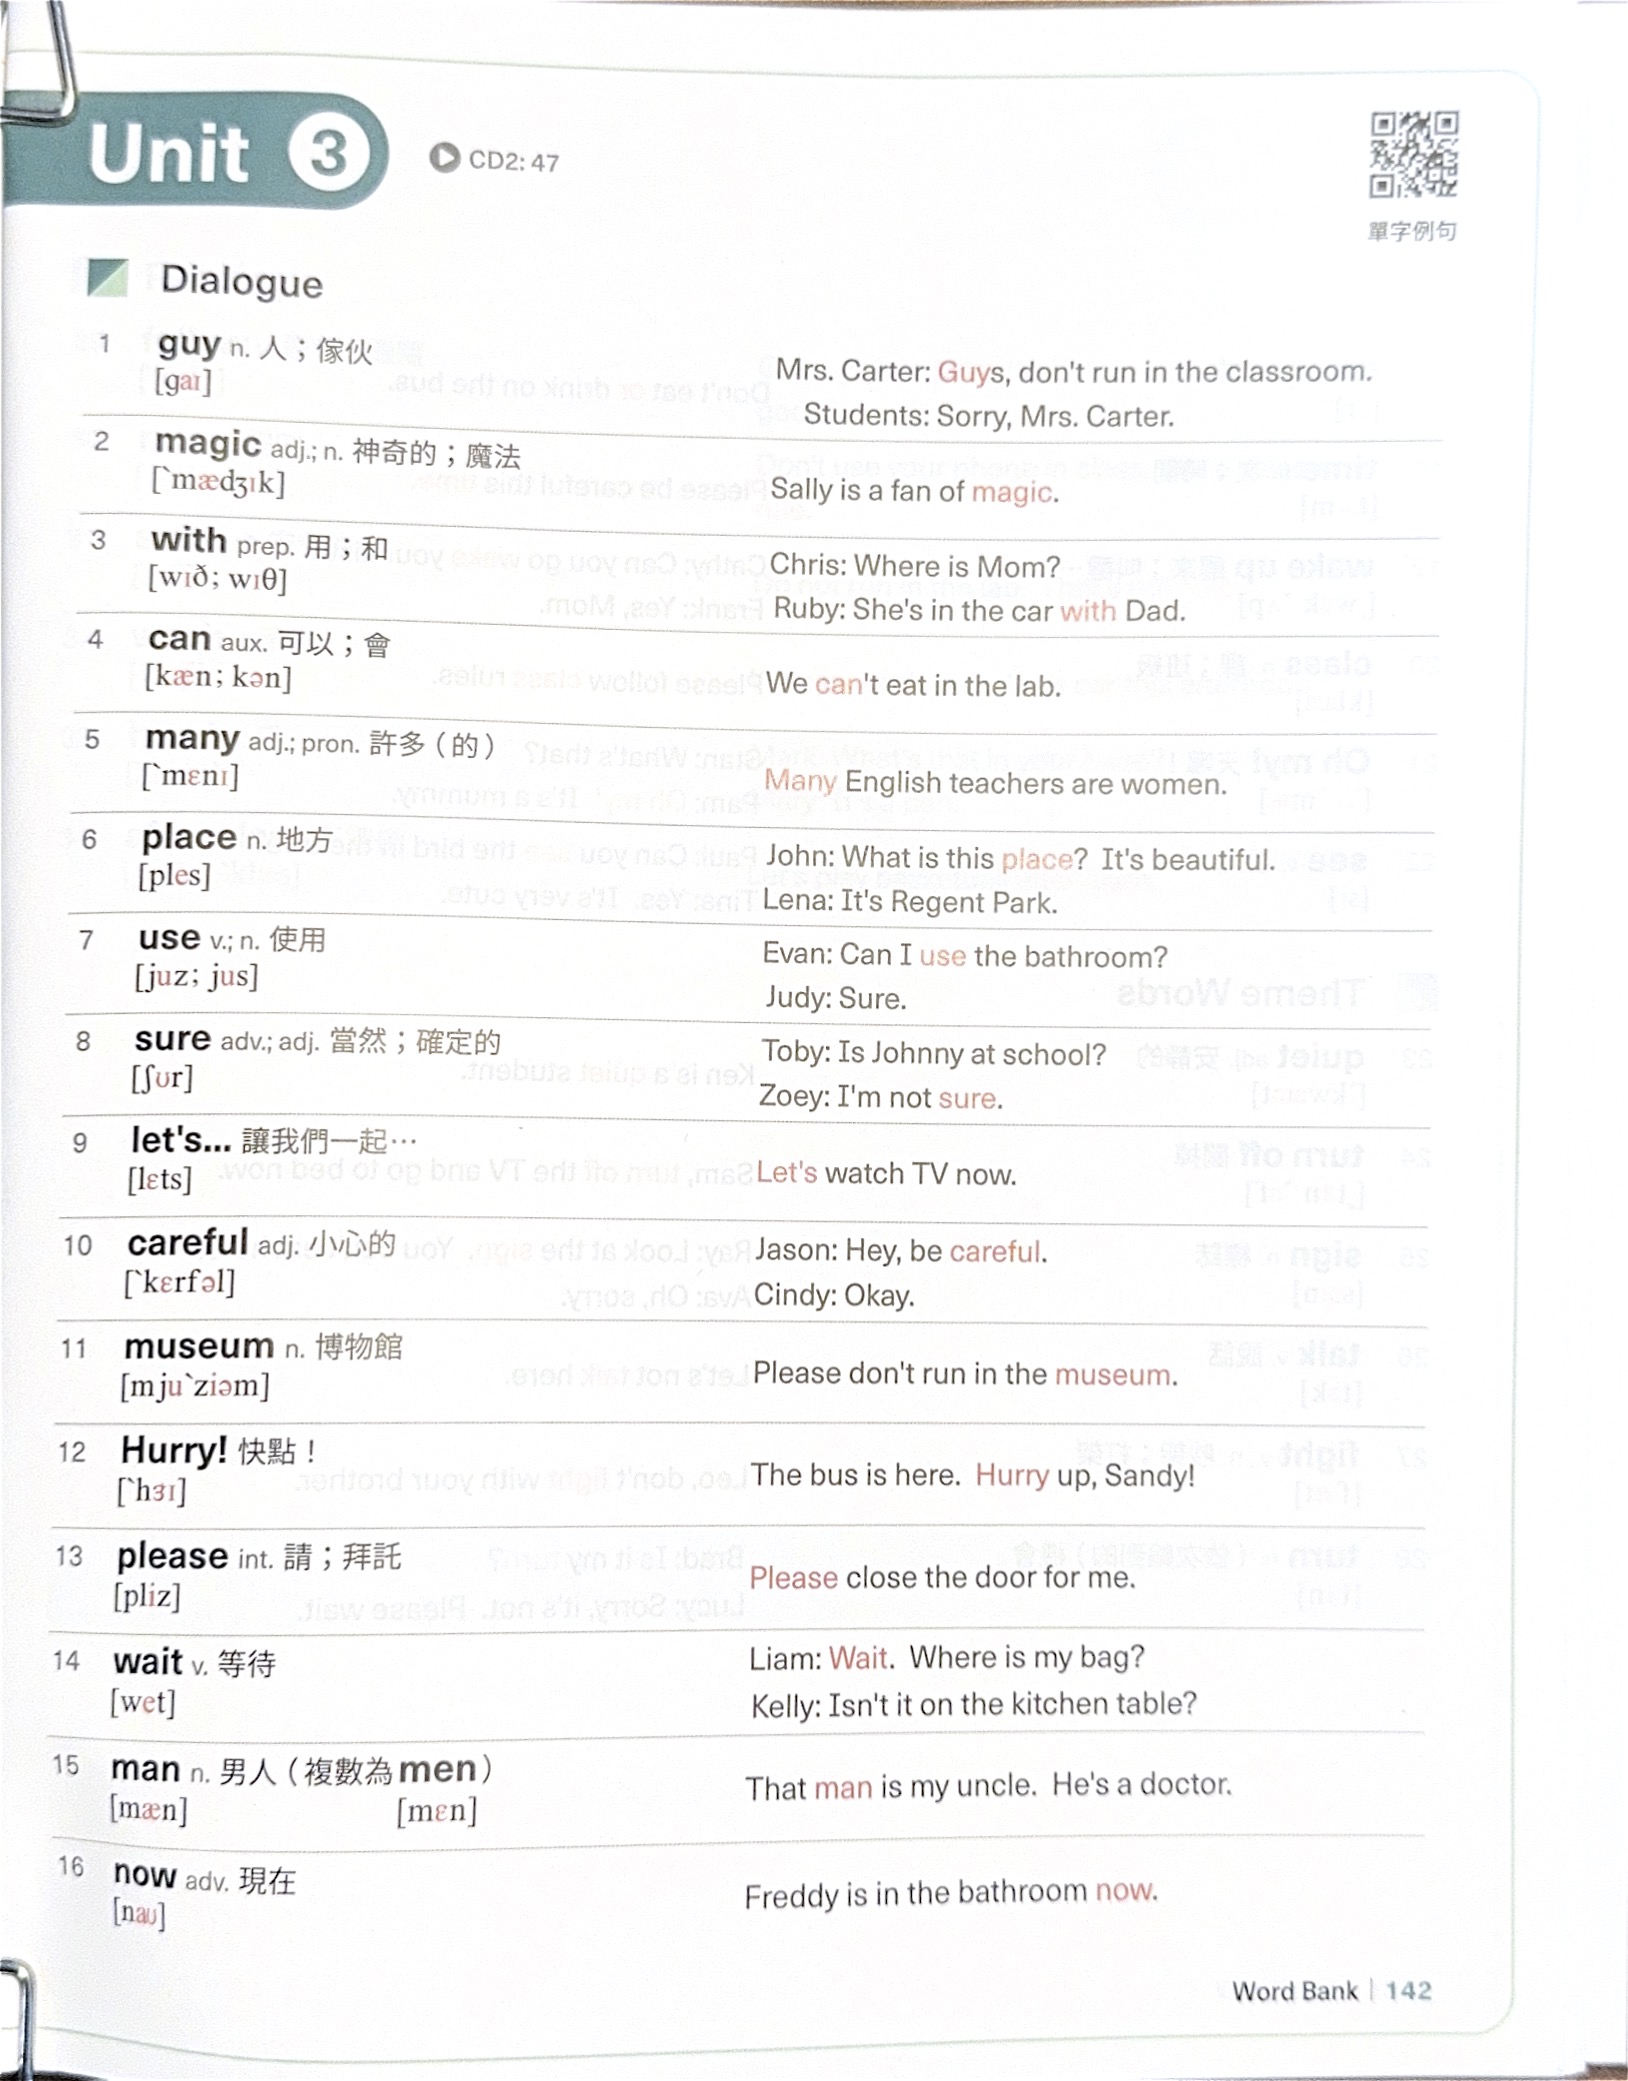 Unit 3
CD2: 47
單字例句
Dialogue
1 guy n. 人；傢伙
[gaɪ]
Mrs. Carter: Guys, don't run in the classroom.
Students: Sorry, Mrs. Carter.
2 magic adj.; n. 神奇的；魔法
[ˋmædʒɪk]
Sally is a fan of magic.
3 with prep. 用；和
[wɪð; wɪθ]
Chris: Where is Mom?
Ruby: She's in the car with Dad.
4 can aux. 可以；會
[kæn; kən]
We can't eat in the lab.
5 many adj.; pron. 許多（的）
[ˋmɛnɪ]
Many English teachers are women.
6 place n. 地方
[ples]
John: What is this place? It's beautiful.
Lena: It's Regent Park.
7 use v.; n. 使用
[juz; jus]
Evan: Can I use the bathroom?
Judy: Sure.
8 sure adv.; adj. 當然；確定的
[ʃʊr]
Toby: Is Johnny at school?
Zoey: I'm not sure.
9 let's... 讓我們一起…
[lɛts]
Let's watch TV now.
10 careful adj. 小心的
[ˋkɛrfəl]
Jason: Hey, be careful.
Cindy: Okay.
11 museum n. 博物館
[mjuˋziəm]
Please don't run in the museum.
12 Hurry! 快點！
[ˋhɝɪ]
The bus is here. Hurry up, Sandy!
13 please int. 請；拜託
[pliz]
Please close the door for me.
14 wait v. 等待
[wet]
Liam: Wait. Where is my bag?
Kelly: Isn't it on the kitchen table?
15 man n. 男人（複數為men）
[mæn] [mɛn]
That man is my uncle. He's a doctor.
16 now adv. 現在
[naʊ]
Freddy is in the bathroom now.
Word Bank | 142